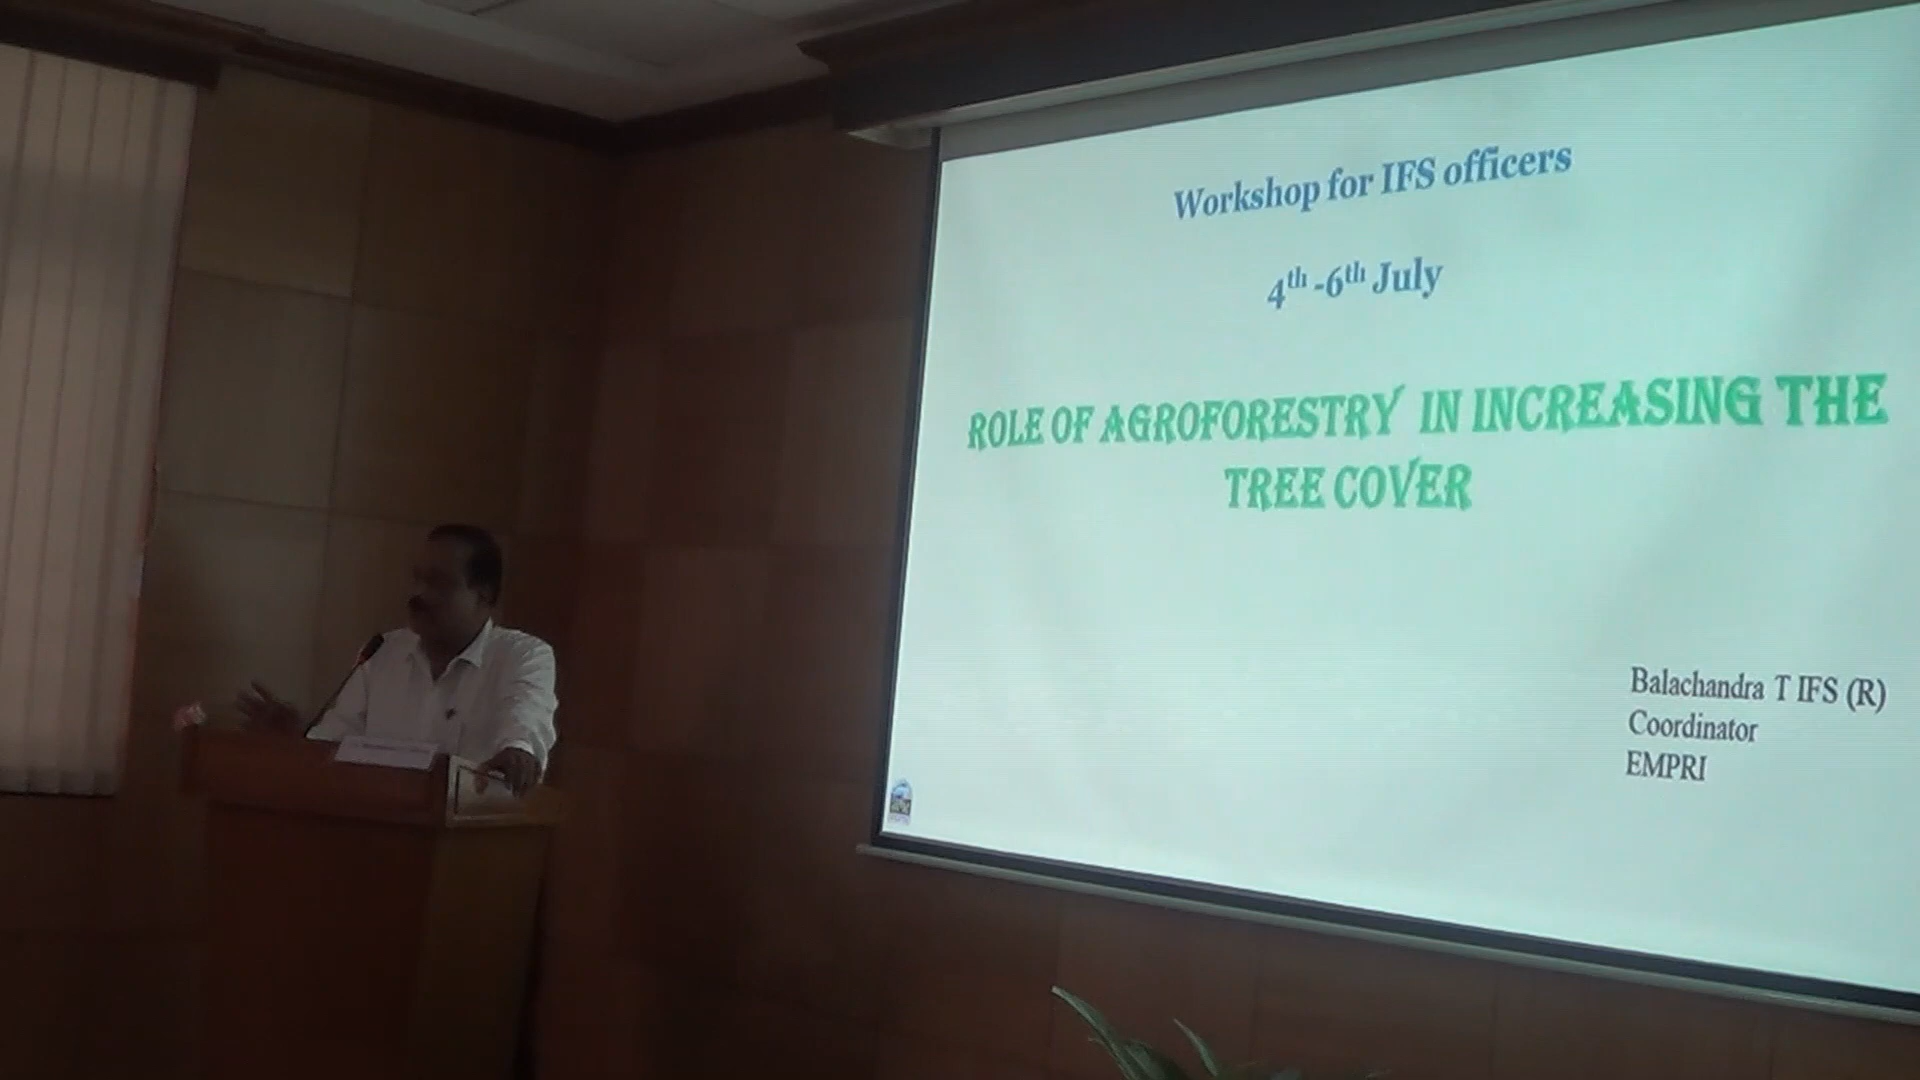 Workshop for IFS officers
4th -6th July
ROLE OF AGROFORESTRY IN INCREASING THE
TREE COVER
Balachandra T IFS (R)
Coordinator
EMPRI